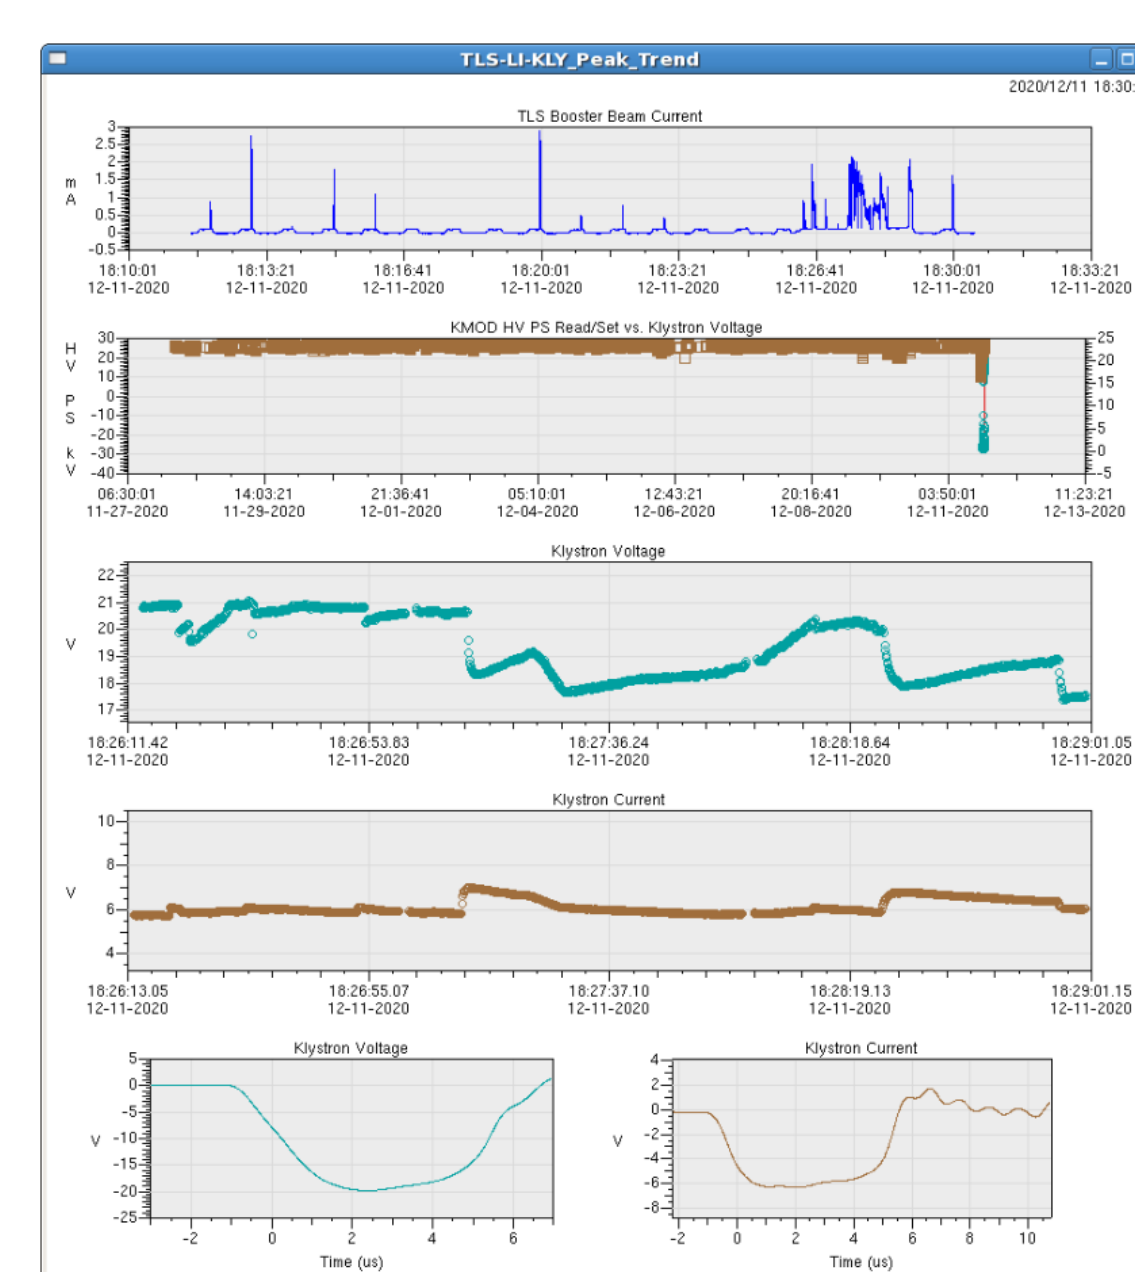 TLS-LI-KLY_Peak_Trend
2020/12/11 18:30:
TLS Booster Beam Current
3
2.5
2
1.5
1
0.5
0
-0.5
mA
18:10:01 18:13:21 18:16:41 18:20:01 18:23:21 18:26:41 18:30:01 18:33:21
12-11-2020 12-11-2020 12-11-2020 12-11-2020 12-11-2020 12-11-2020 12-11-2020 12-11-2020
KMOD HV PS Read/Set vs. Klystron Voltage
30 25
20 20
10 15
0
-10 10
-20 5
-30 0
-40 -5
HV PS kV
06:30:01 14:03:21 21:36:41 05:10:01 12:43:21 20:16:41 03:50:01 11:23:21
11-27-2020 11-29-2020 12-01-2020 12-04-2020 12-06-2020 12-08-2020 12-11-2020 12-13-2020
Klystron Voltage
22
21
20
19
18
17
V
18:26:11.42 18:26:53.83 18:27:36.24 18:28:18.64 18:29:01.05
12-11-2020 12-11-2020 12-11-2020 12-11-2020 12-11-2020
Klystron Current
10
8
6
4
V
18:26:13.05 18:26:55.07 18:27:37.10 18:28:19.13 18:29:01.15
12-11-2020 12-11-2020 12-11-2020 12-11-2020 12-11-2020
Klystron Voltage
5
0
-5
-10
-15
-20
-25
V
-2 0 2 4 6
Time (us)
Klystron Current
4
2
0
-2
-4
-6
-8
V
-2 0 2 4 6 8 10
Time (us)